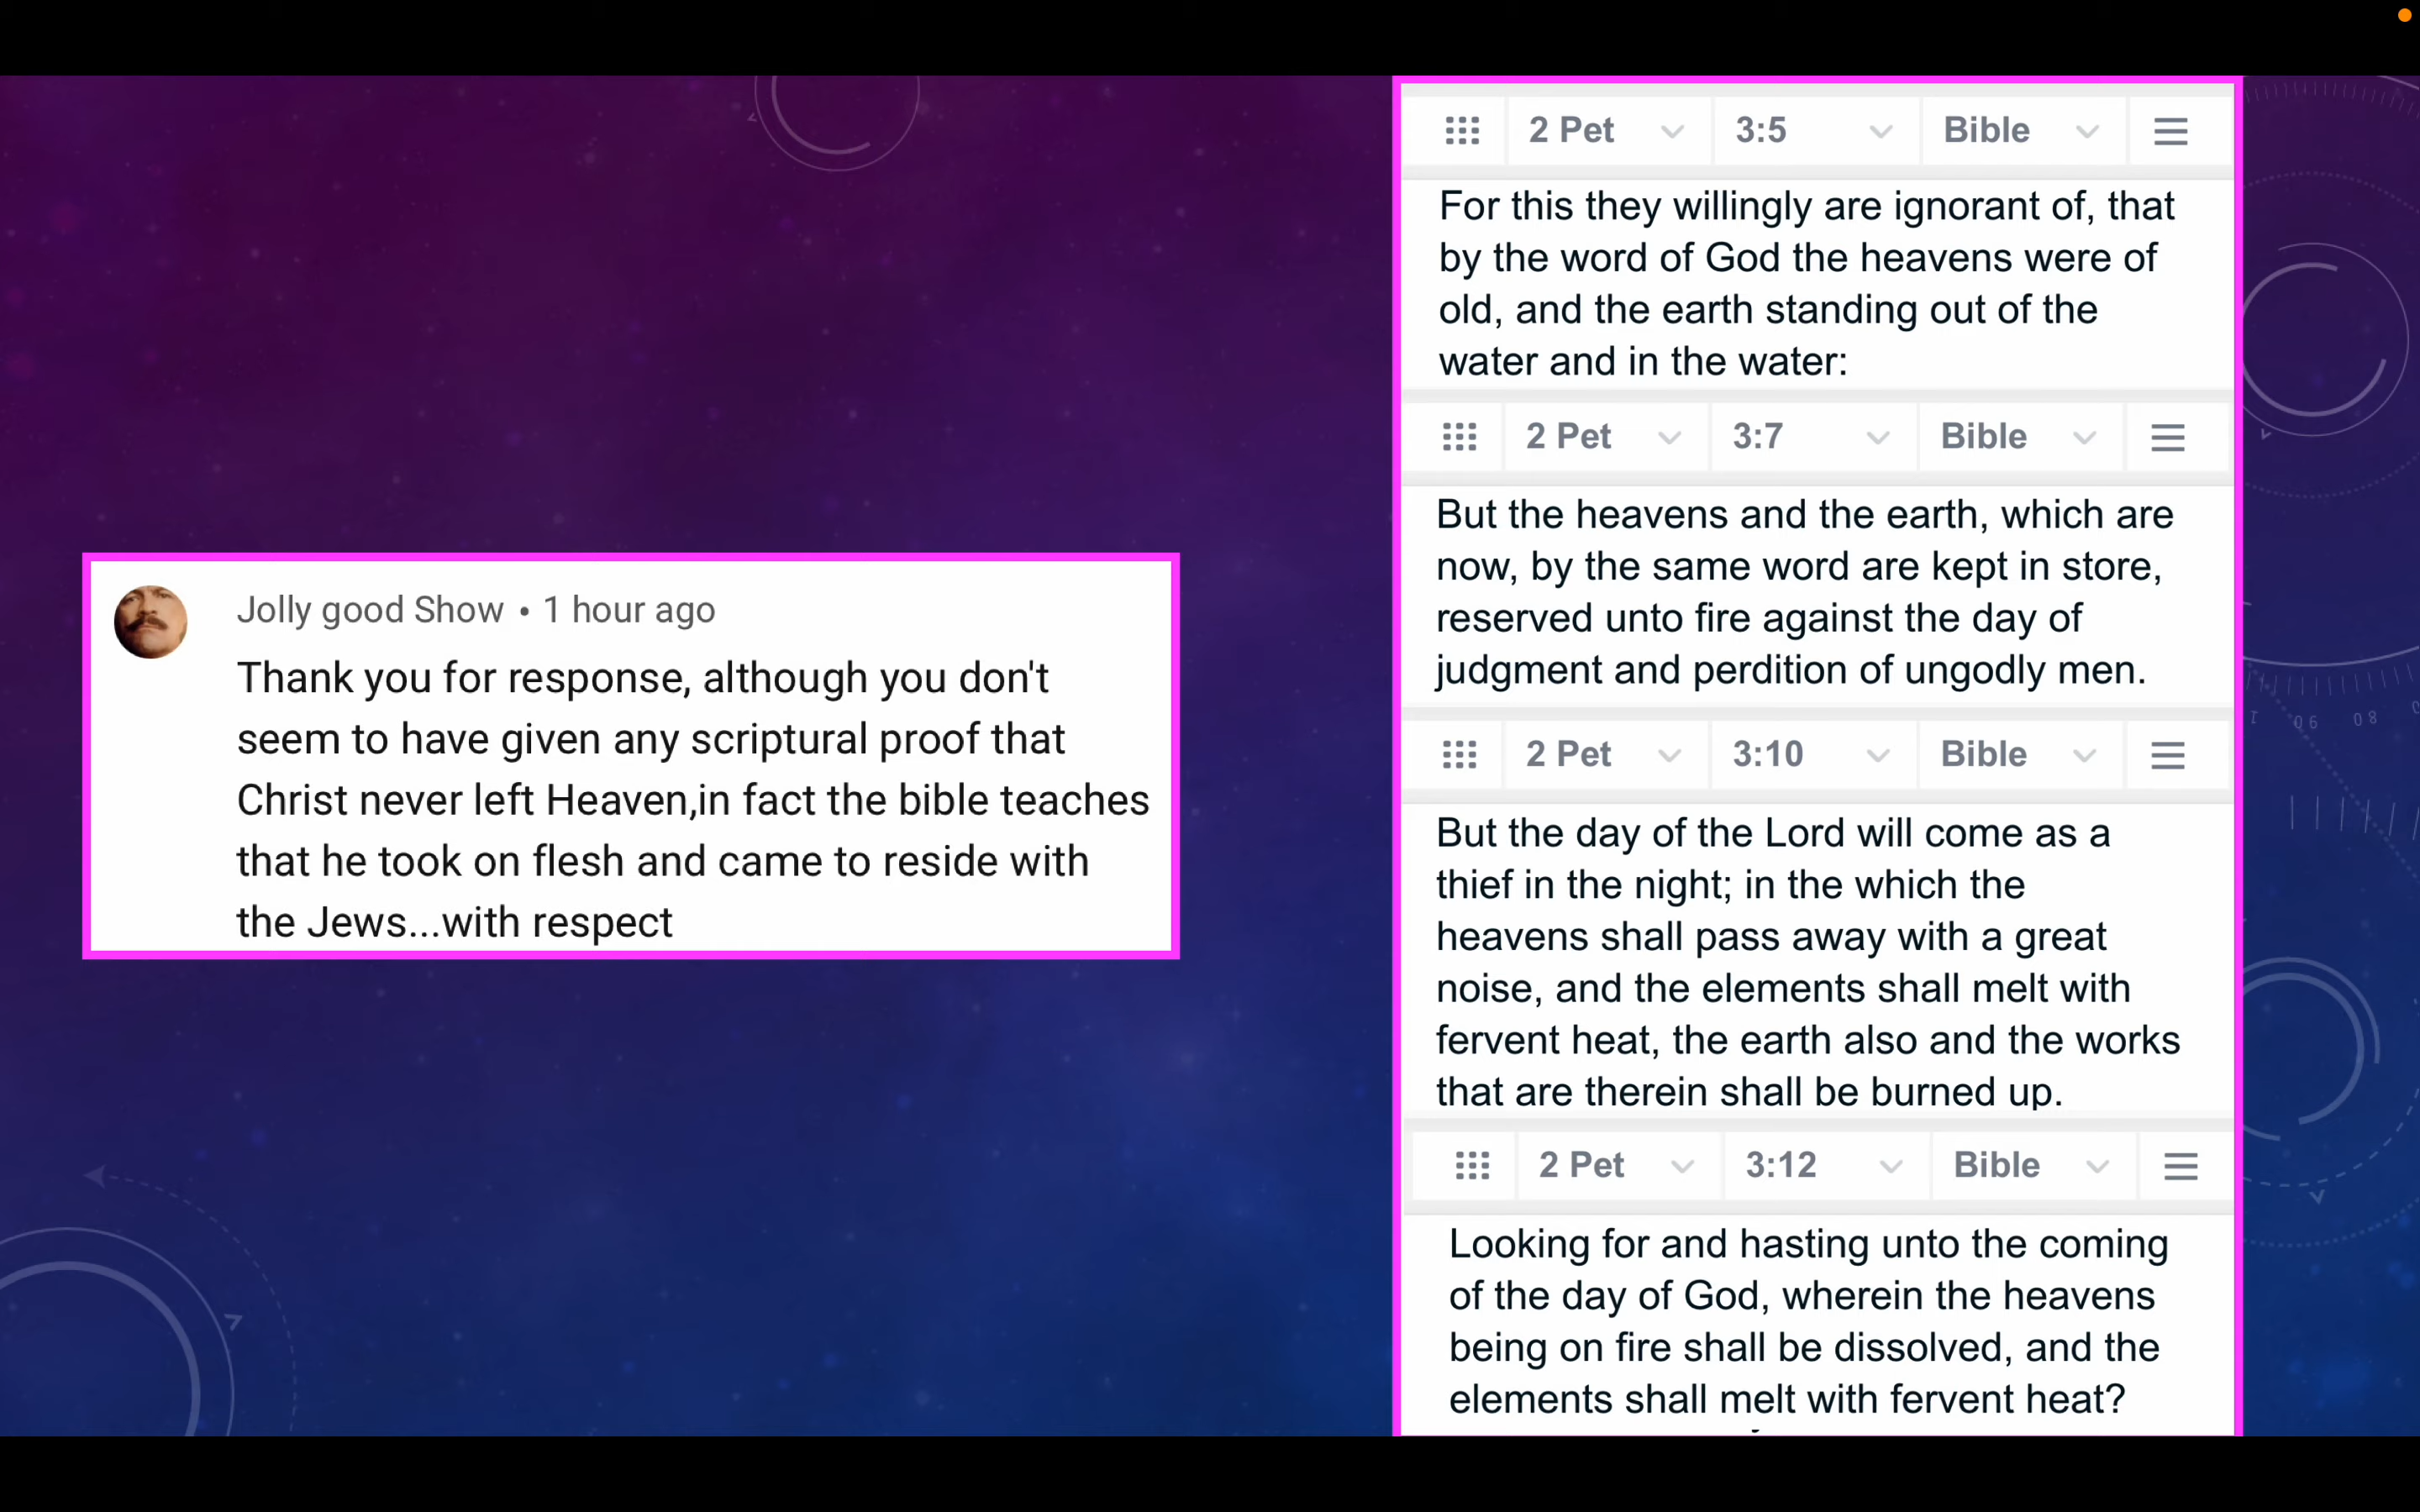 Jolly good Show • 1 hour ago
Thank you for response, although you don't
seem to have given any scriptural proof that
Christ never left Heaven,in fact the bible teaches
that he took on flesh and came to reside with
the Jews...with respect
2 Pet 3:5 Bible
For this they willingly are ignorant of, that
by the word of God the heavens were of
old, and the earth standing out of the
water and in the water:
2 Pet 3:7 Bible
But the heavens and the earth, which are
now, by the same word are kept in store,
reserved unto fire against the day of
judgment and perdition of ungodly men.
2 Pet 3:10 Bible
But the day of the Lord will come as a
thief in the night; in the which the
heavens shall pass away with a great
noise, and the elements shall melt with
fervent heat, the earth also and the works
that are therein shall be burned up.
2 Pet 3:12 Bible
Looking for and hasting unto the coming
of the day of God, wherein the heavens
being on fire shall be dissolved, and the
elements shall melt with fervent heat?